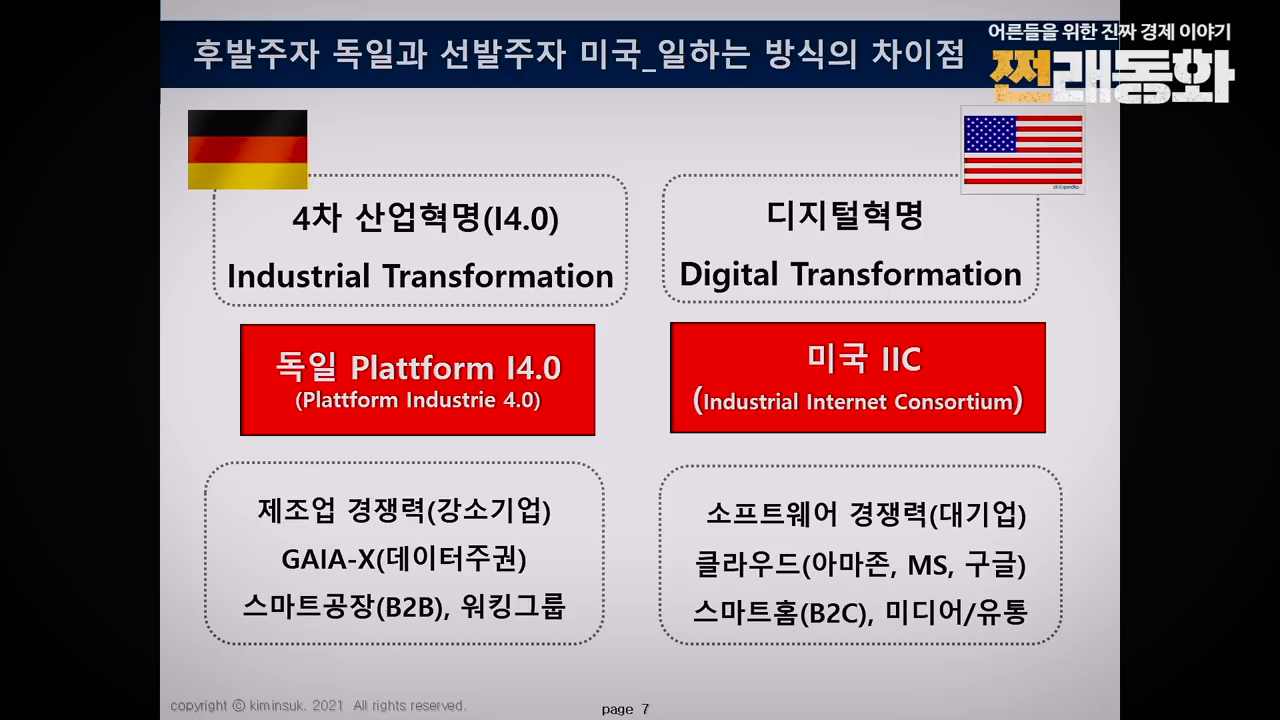 후발주자 독일과 선발주자 미국_일하는 방식의 차이점
어른들을 위한 진짜 경제 이야기
쩐래동화
4차 산업혁명(I4.0)
Industrial Transformation
디지털혁명
Digital Transformation
독일 Plattform I4.0
(Plattform Industrie 4.0)
미국 IIC
(Industrial Internet Consortium)
제조업 경쟁력(강소기업)
GAIA-X(데이터주권)
스마트공장(B2B), 워킹그룹
소프트웨어 경쟁력(대기업)
클라우드(아마존, MS, 구글)
스마트홈(B2C), 미디어/유통
copyright ⓒ kiminsuk. 2021 All rights reserved.
page 7